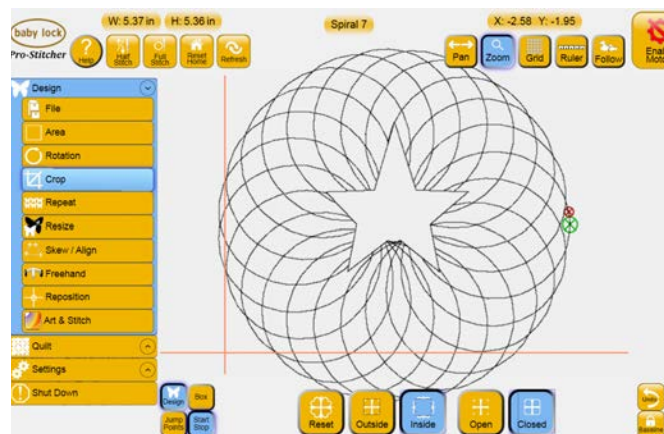 baby lock
Pro-Stitcher
W: 5.37 in H: 5.36 in
Spiral 7
X: -2.58 Y: -1.95
Help
Half Stitch
Full Stitch
Reset Home
Refresh
Pan
Zoom
Grid
Ruler
Follow
Design
File
Area
Rotation
Crop
Repeat
Resize
Skew / Align
Freehand
Reposition
Art & Stitch
Quilt
Settings
Shut Down
Design
Box
Jump Points
Start Stop
Reset
Outside
Inside
Open
Closed
Undo
Baseline